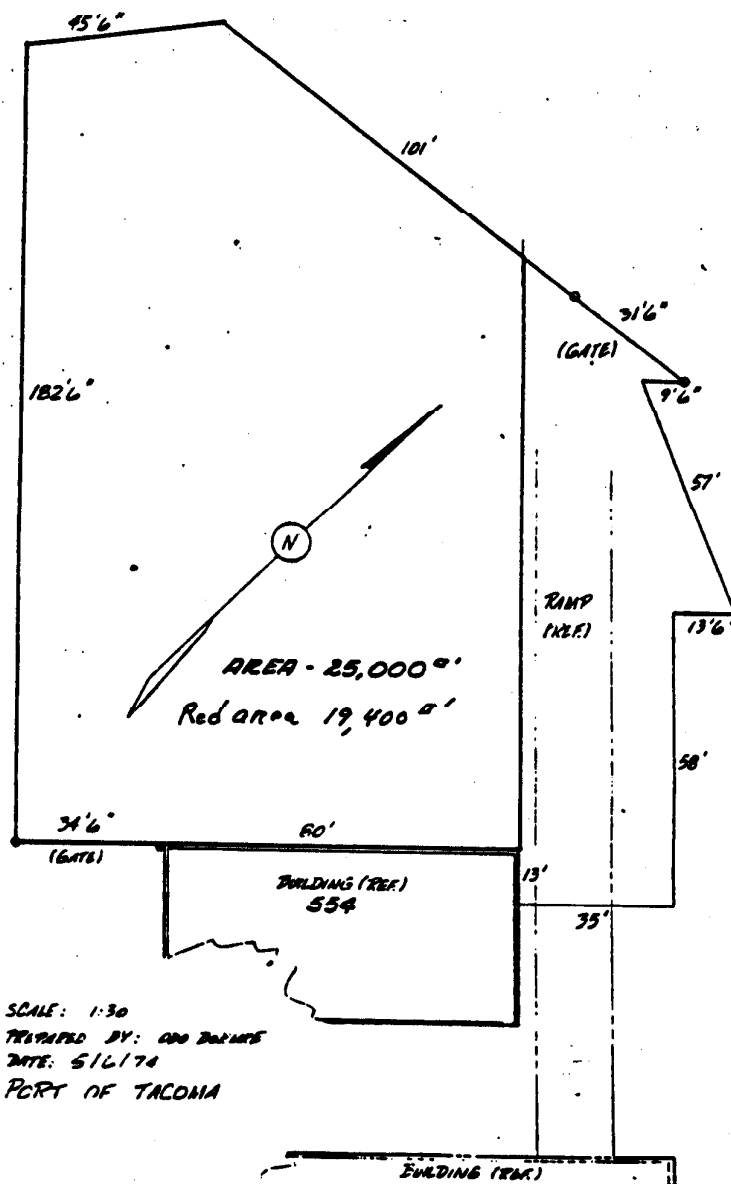 45'6"
101'
31'6"
(GATE)
9'6"
182'6"
57'
N
RAMP
(REF.)
13'6"
AREA - 25,000 □'
Red area 19,400 □'
58'
34'6"
60'
(GATE)
13'
BUILDING (REF.)
554
35'
SCALE: 1:30
PREPARED BY:
DATE: 5/6/74
PORT OF TACOMA
BUILDING (REF.)